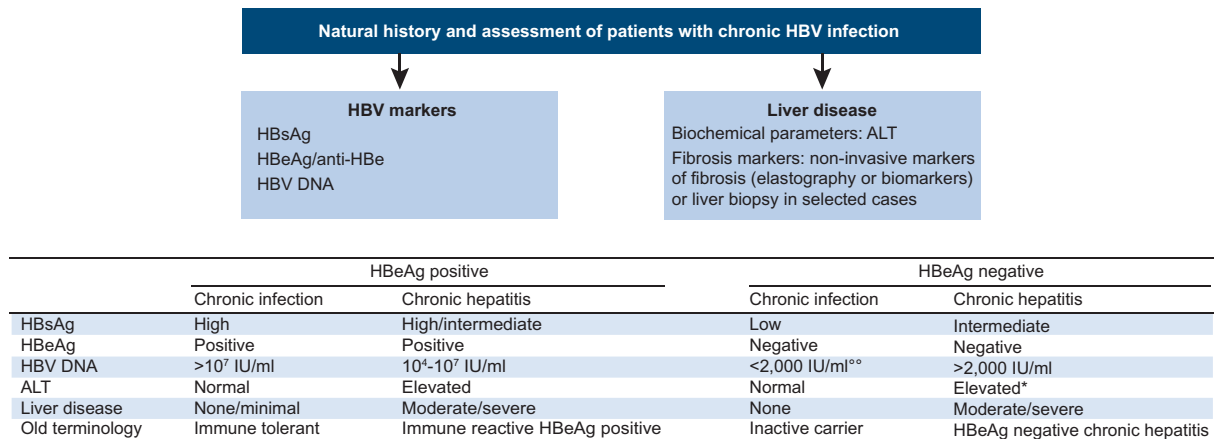 Natural history and assessment of patients with chronic HBV infection
HBV markers
HBsAg
HBeAg/anti-HBe
HBV DNA
Liver disease
Biochemical parameters: ALT
Fibrosis markers: non-invasive markers
of fibrosis (elastography or biomarkers)
or liver biopsy in selected cases
HBeAg positive HBeAg negative
Chronic infection Chronic hepatitis Chronic infection Chronic hepatitis
HBsAg High High/intermediate Low Intermediate
HBeAg Positive Positive Negative Negative
HBV DNA >10⁷ IU/ml 10⁴-10⁷ IU/ml <2,000 IU/ml°° >2,000 IU/ml
ALT Normal Elevated Normal Elevated*
Liver disease None/minimal Moderate/severe None Moderate/severe
Old terminology Immune tolerant Immune reactive HBeAg positive Inactive carrier HBeAg negative chronic hepatitis